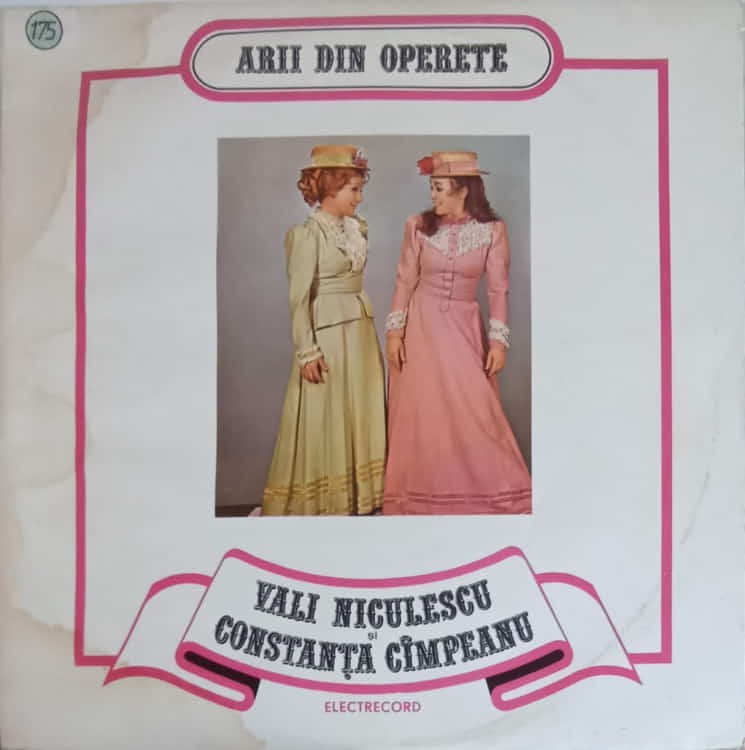 175
ARII DIN OPERETE
VALI NICULESCU
și
CONSTANȚA CÎMPEANU
ELECTRECORD